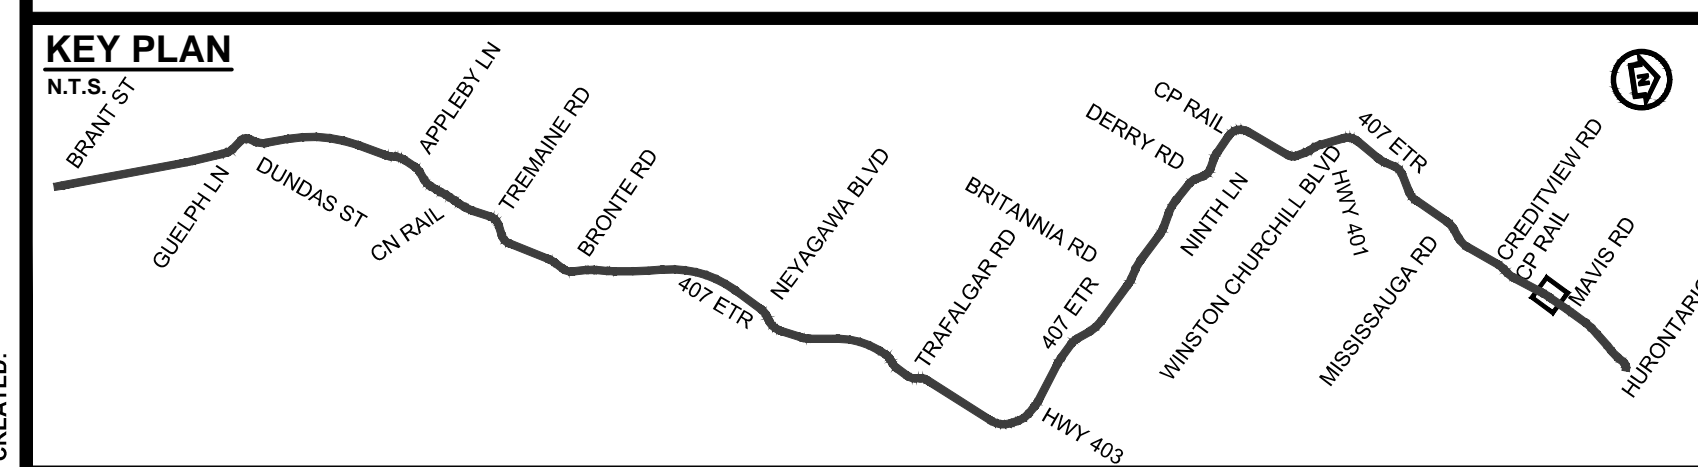 KEY PLAN
N.T.S.
BRANT ST
GUELPH LN
DUNDAS ST
APPLEBY LN
CN RAIL
TREMAINE RD
BRONTE RD
407 ETR
NEYAGAWA BLVD
TRAFALGAR RD
BRITANNIA RD
HWY 403
407 ETR
DERRY RD
CP RAIL
NINTH LN
WINSTON CHURCHILL BLVD
HWY 401
407 ETR
MISSISSAUGA RD
CREDITVIEW RD
CP RAIL
MAVIS RD
HURONTARIO
N
CREATED: